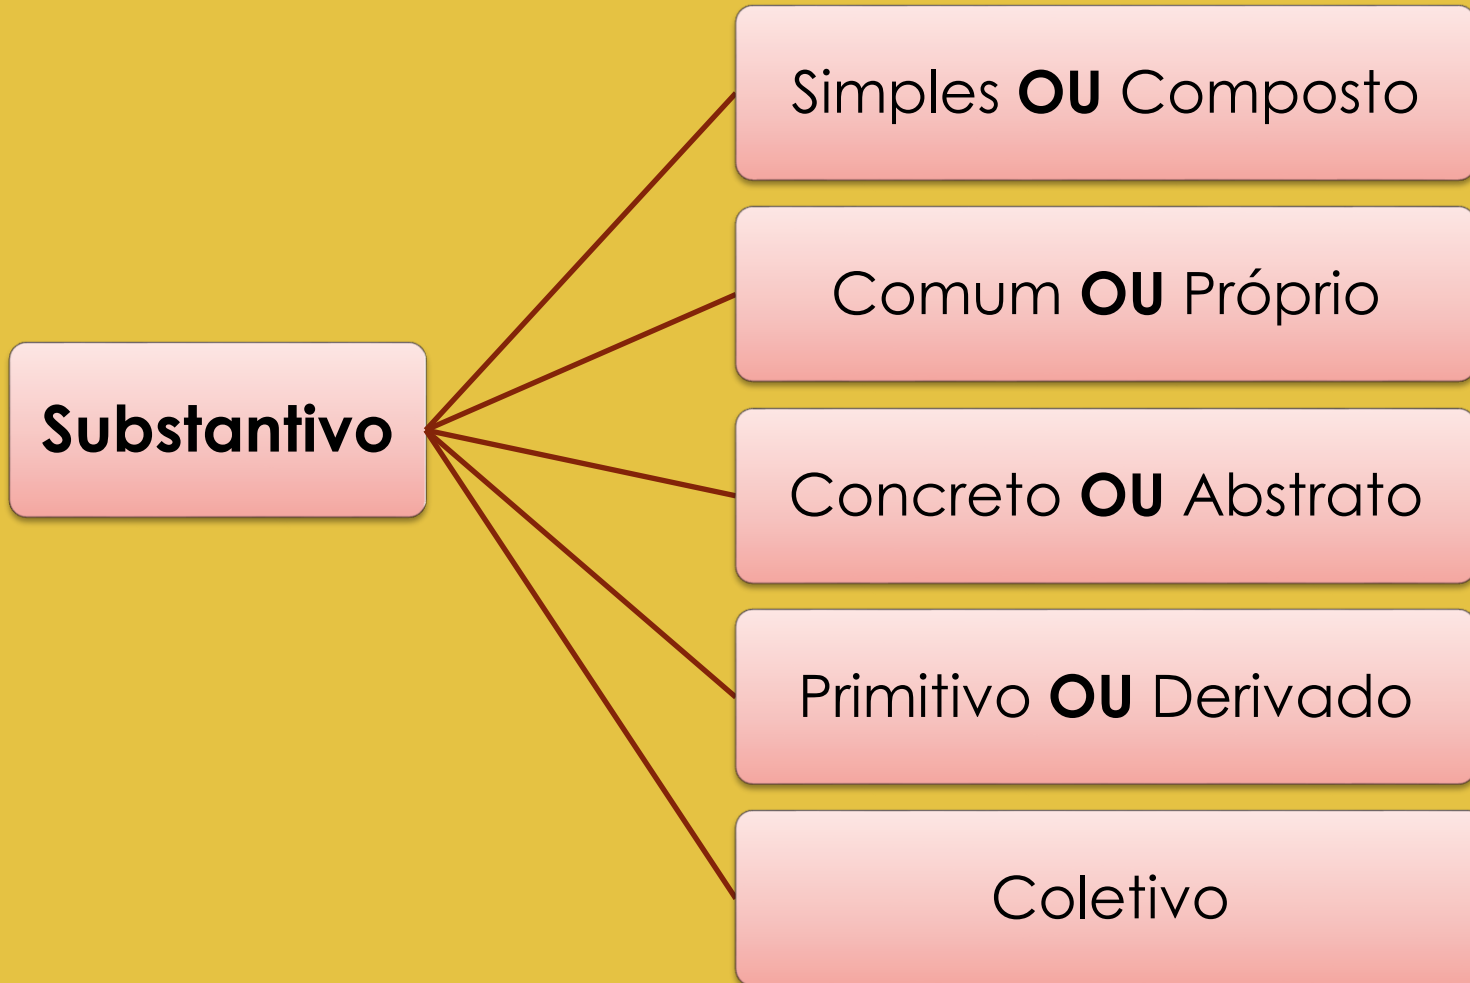 Simples OU Composto
Comum OU Próprio
Substantivo
Concreto OU Abstrato
Primitivo OU Derivado
Coletivo